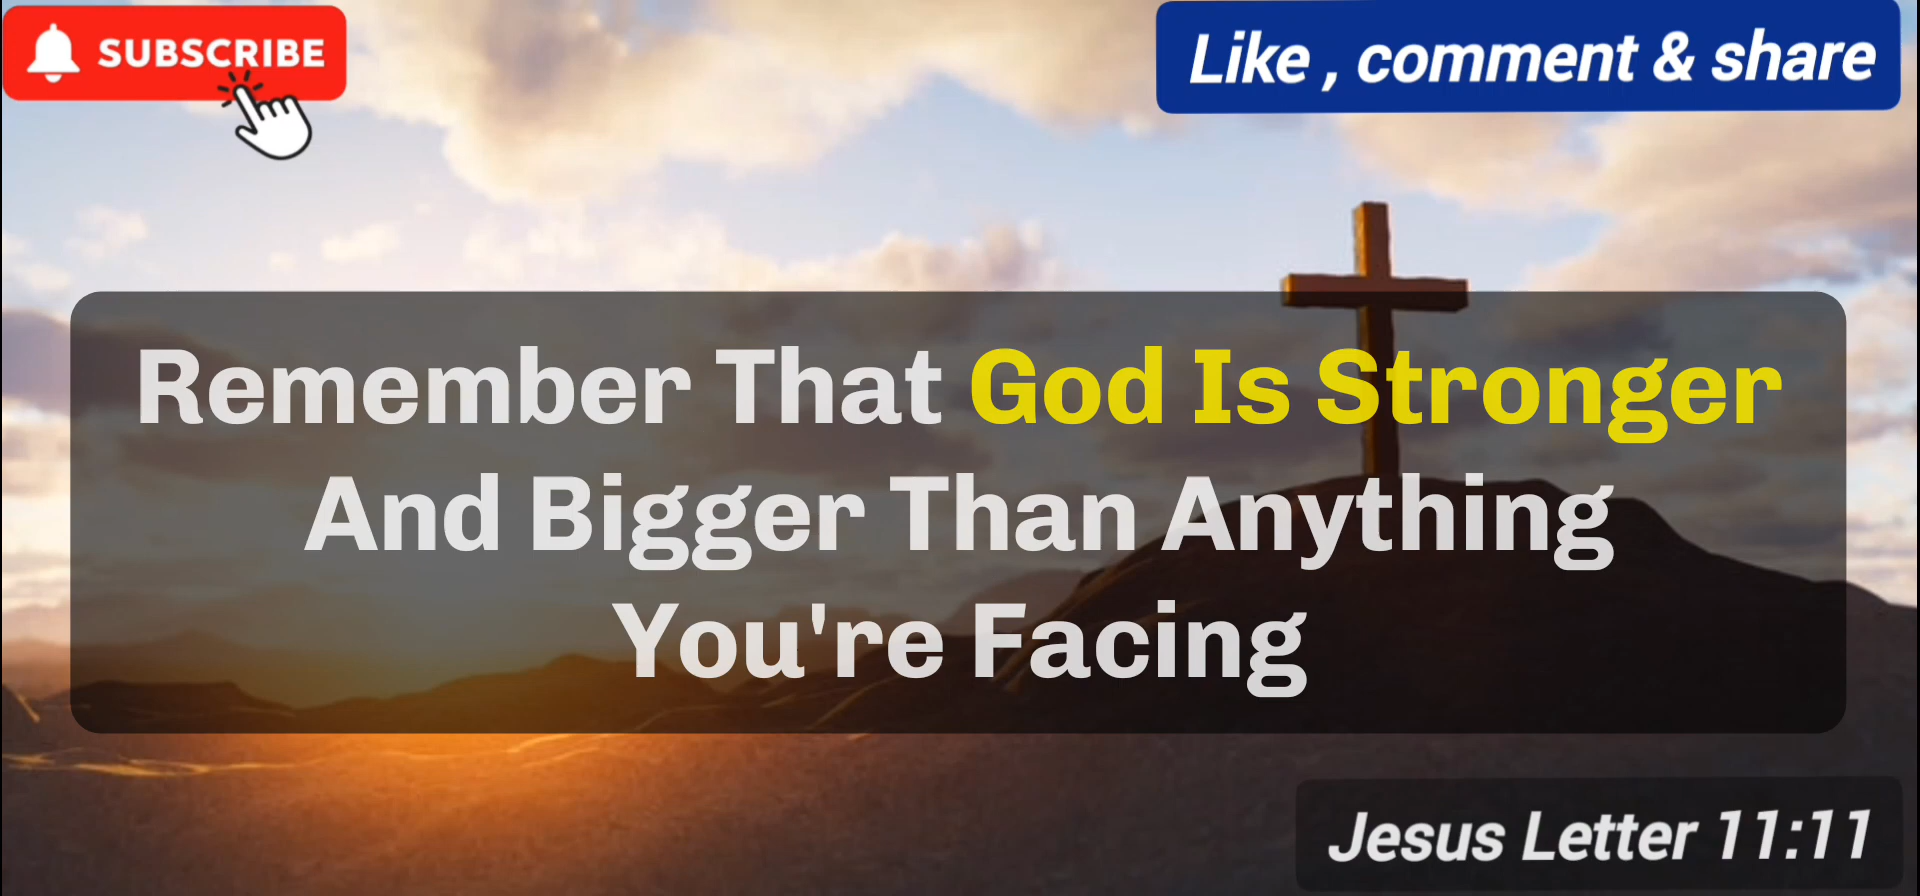 SUBSCRIBE
Like , comment & share
Remember That God Is Stronger
And Bigger Than Anything
You're Facing
Jesus Letter 11:11